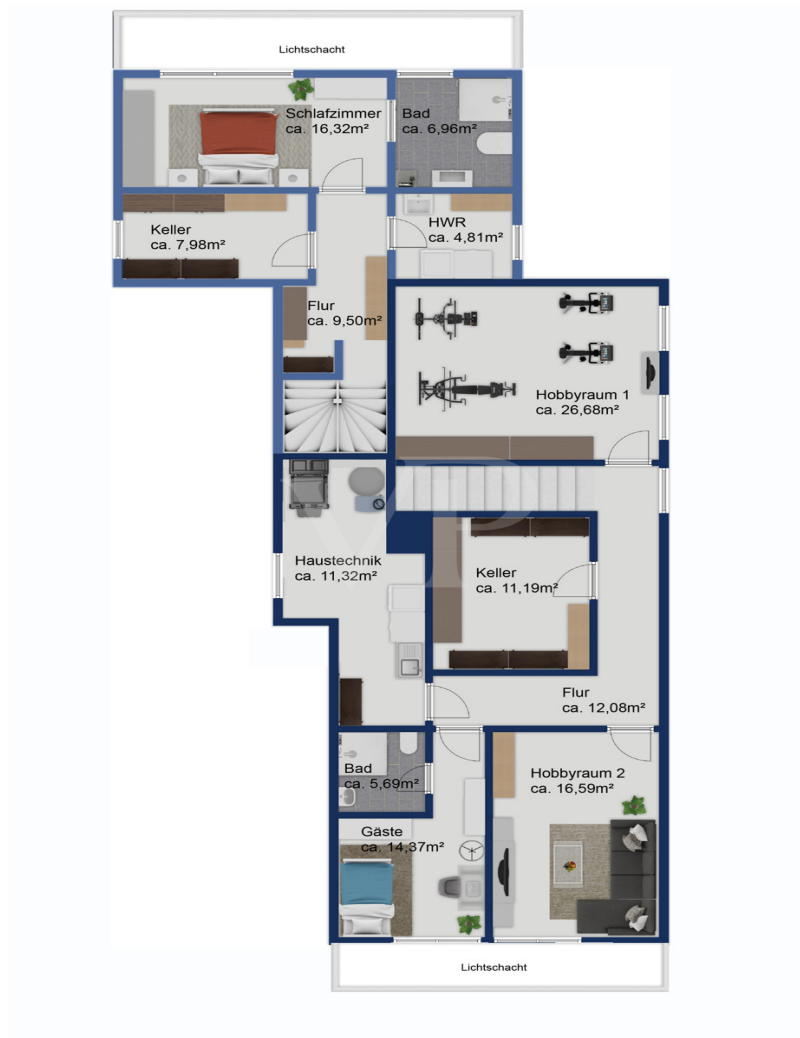 Lichtschacht
Schlafzimmer
ca. 16,32m²
Bad
ca. 6,96m²
Keller
ca. 7,98m²
HWR
ca. 4,81m²
Flur
ca. 9,50m²
Hobbyraum 1
ca. 26,68m²
VP
Haustechnik
ca. 11,32m²
Keller
ca. 11,19m²
Flur
ca. 12,08m²
Bad
ca. 5,69m²
Hobbyraum 2
ca. 16,59m²
Gäste
ca. 14,37m²
Lichtschacht